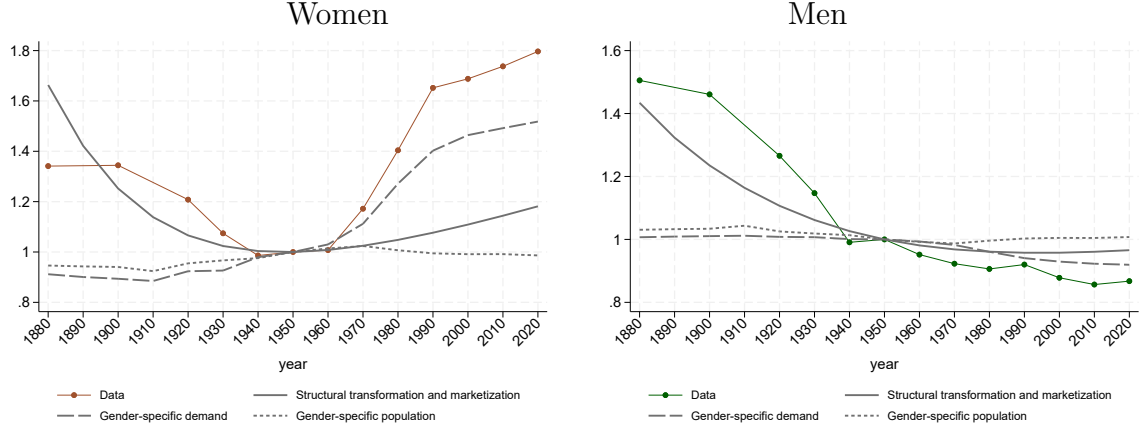 Women
1.8
1.6
1.4
1.2
1
.8
1880 1890 1900 1910 1920 1930 1940 1950 1960 1970 1980 1990 2000 2010 2020
year
Data
Structural transformation and marketization
Gender-specific demand
Gender-specific population
Men
1.6
1.4
1.2
1
.8
1880 1890 1900 1910 1920 1930 1940 1950 1960 1970 1980 1990 2000 2010 2020
year
Data
Structural transformation and marketization
Gender-specific demand
Gender-specific population